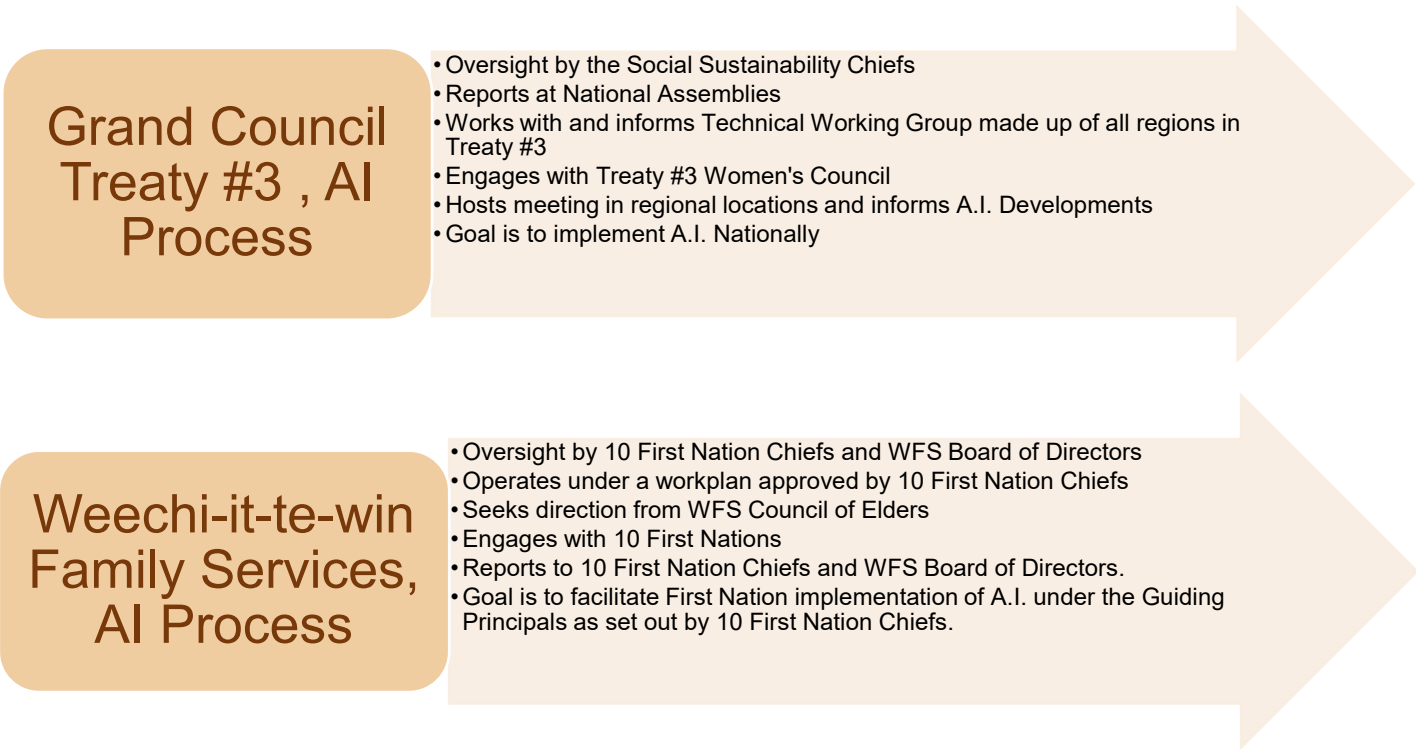 Grand Council
Treaty #3 , AI
Process
• Oversight by the Social Sustainability Chiefs
• Reports at National Assemblies
• Works with and informs Technical Working Group made up of all regions in
Treaty #3
• Engages with Treaty #3 Women's Council
• Hosts meeting in regional locations and informs A.I. Developments
• Goal is to implement A.I. Nationally
Weechi-it-te-win
Family Services,
AI Process
• Oversight by 10 First Nation Chiefs and WFS Board of Directors
• Operates under a workplan approved by 10 First Nation Chiefs
• Seeks direction from WFS Council of Elders
• Engages with 10 First Nations
• Reports to 10 First Nation Chiefs and WFS Board of Directors.
• Goal is to facilitate First Nation implementation of A.I. under the Guiding
Principals as set out by 10 First Nation Chiefs.